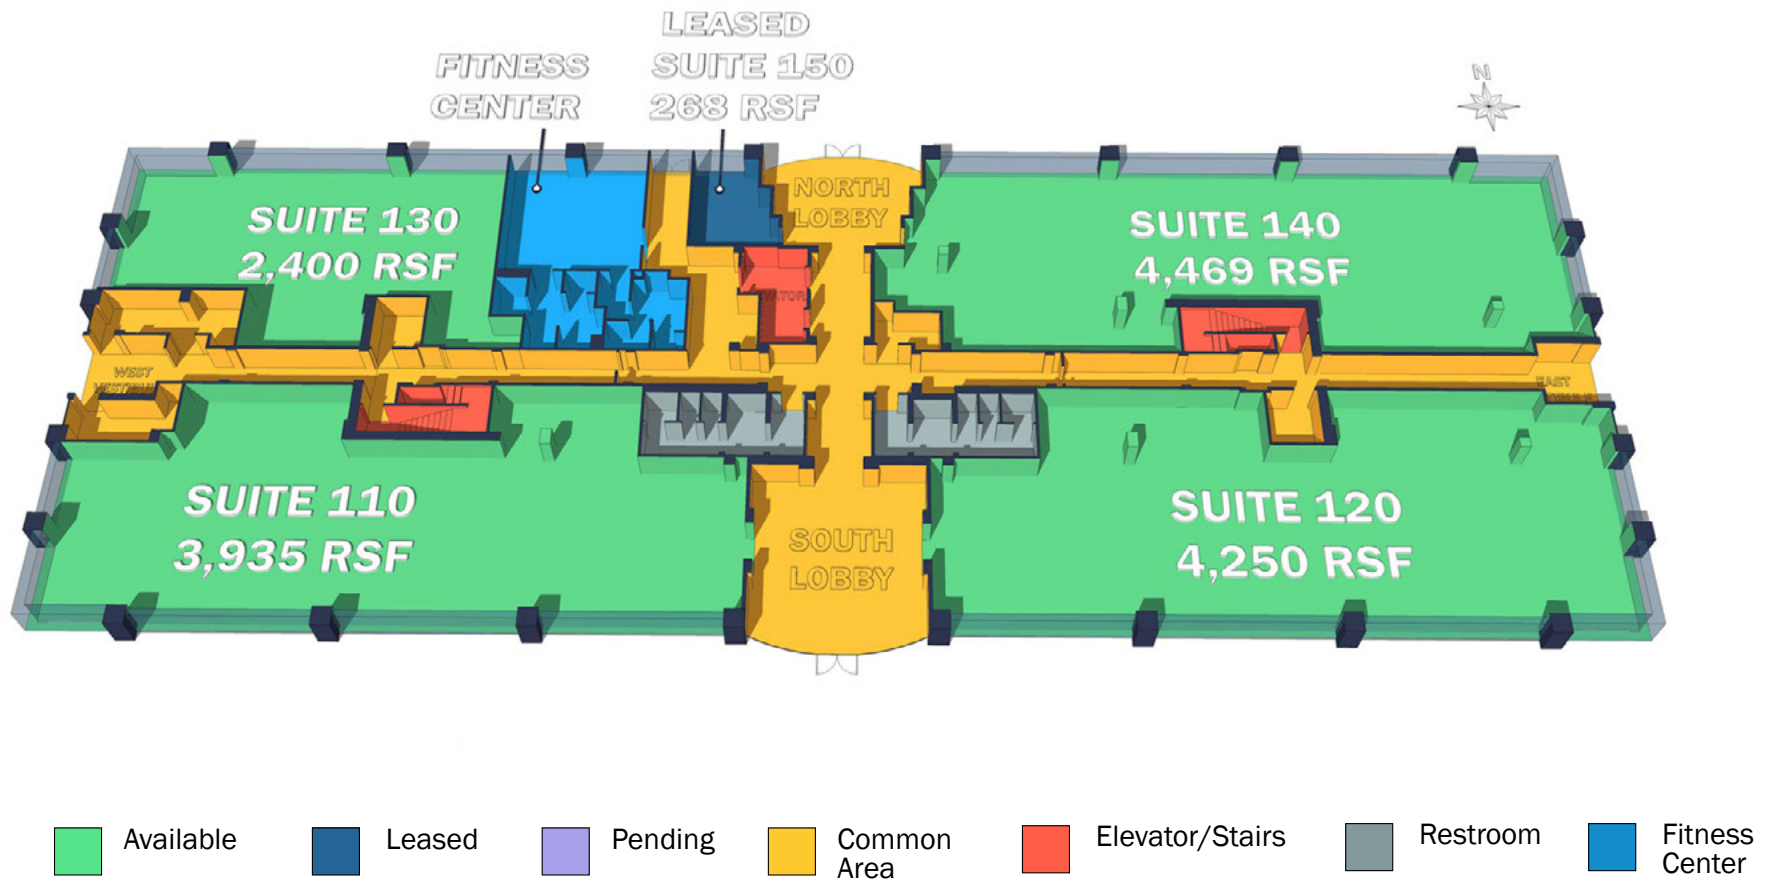 LEASED
FITNESS
CENTER
SUITE 150
268 RSF
N
NORTH
LOBBY
SUITE 130
2,400 RSF
SUITE 140
4,469 RSF
WEST
EAST
SUITE 110
3,935 RSF
SOUTH
LOBBY
SUITE 120
4,250 RSF
Available
Leased
Pending
Common
Area
Elevator/Stairs
Restroom
Fitness
Center